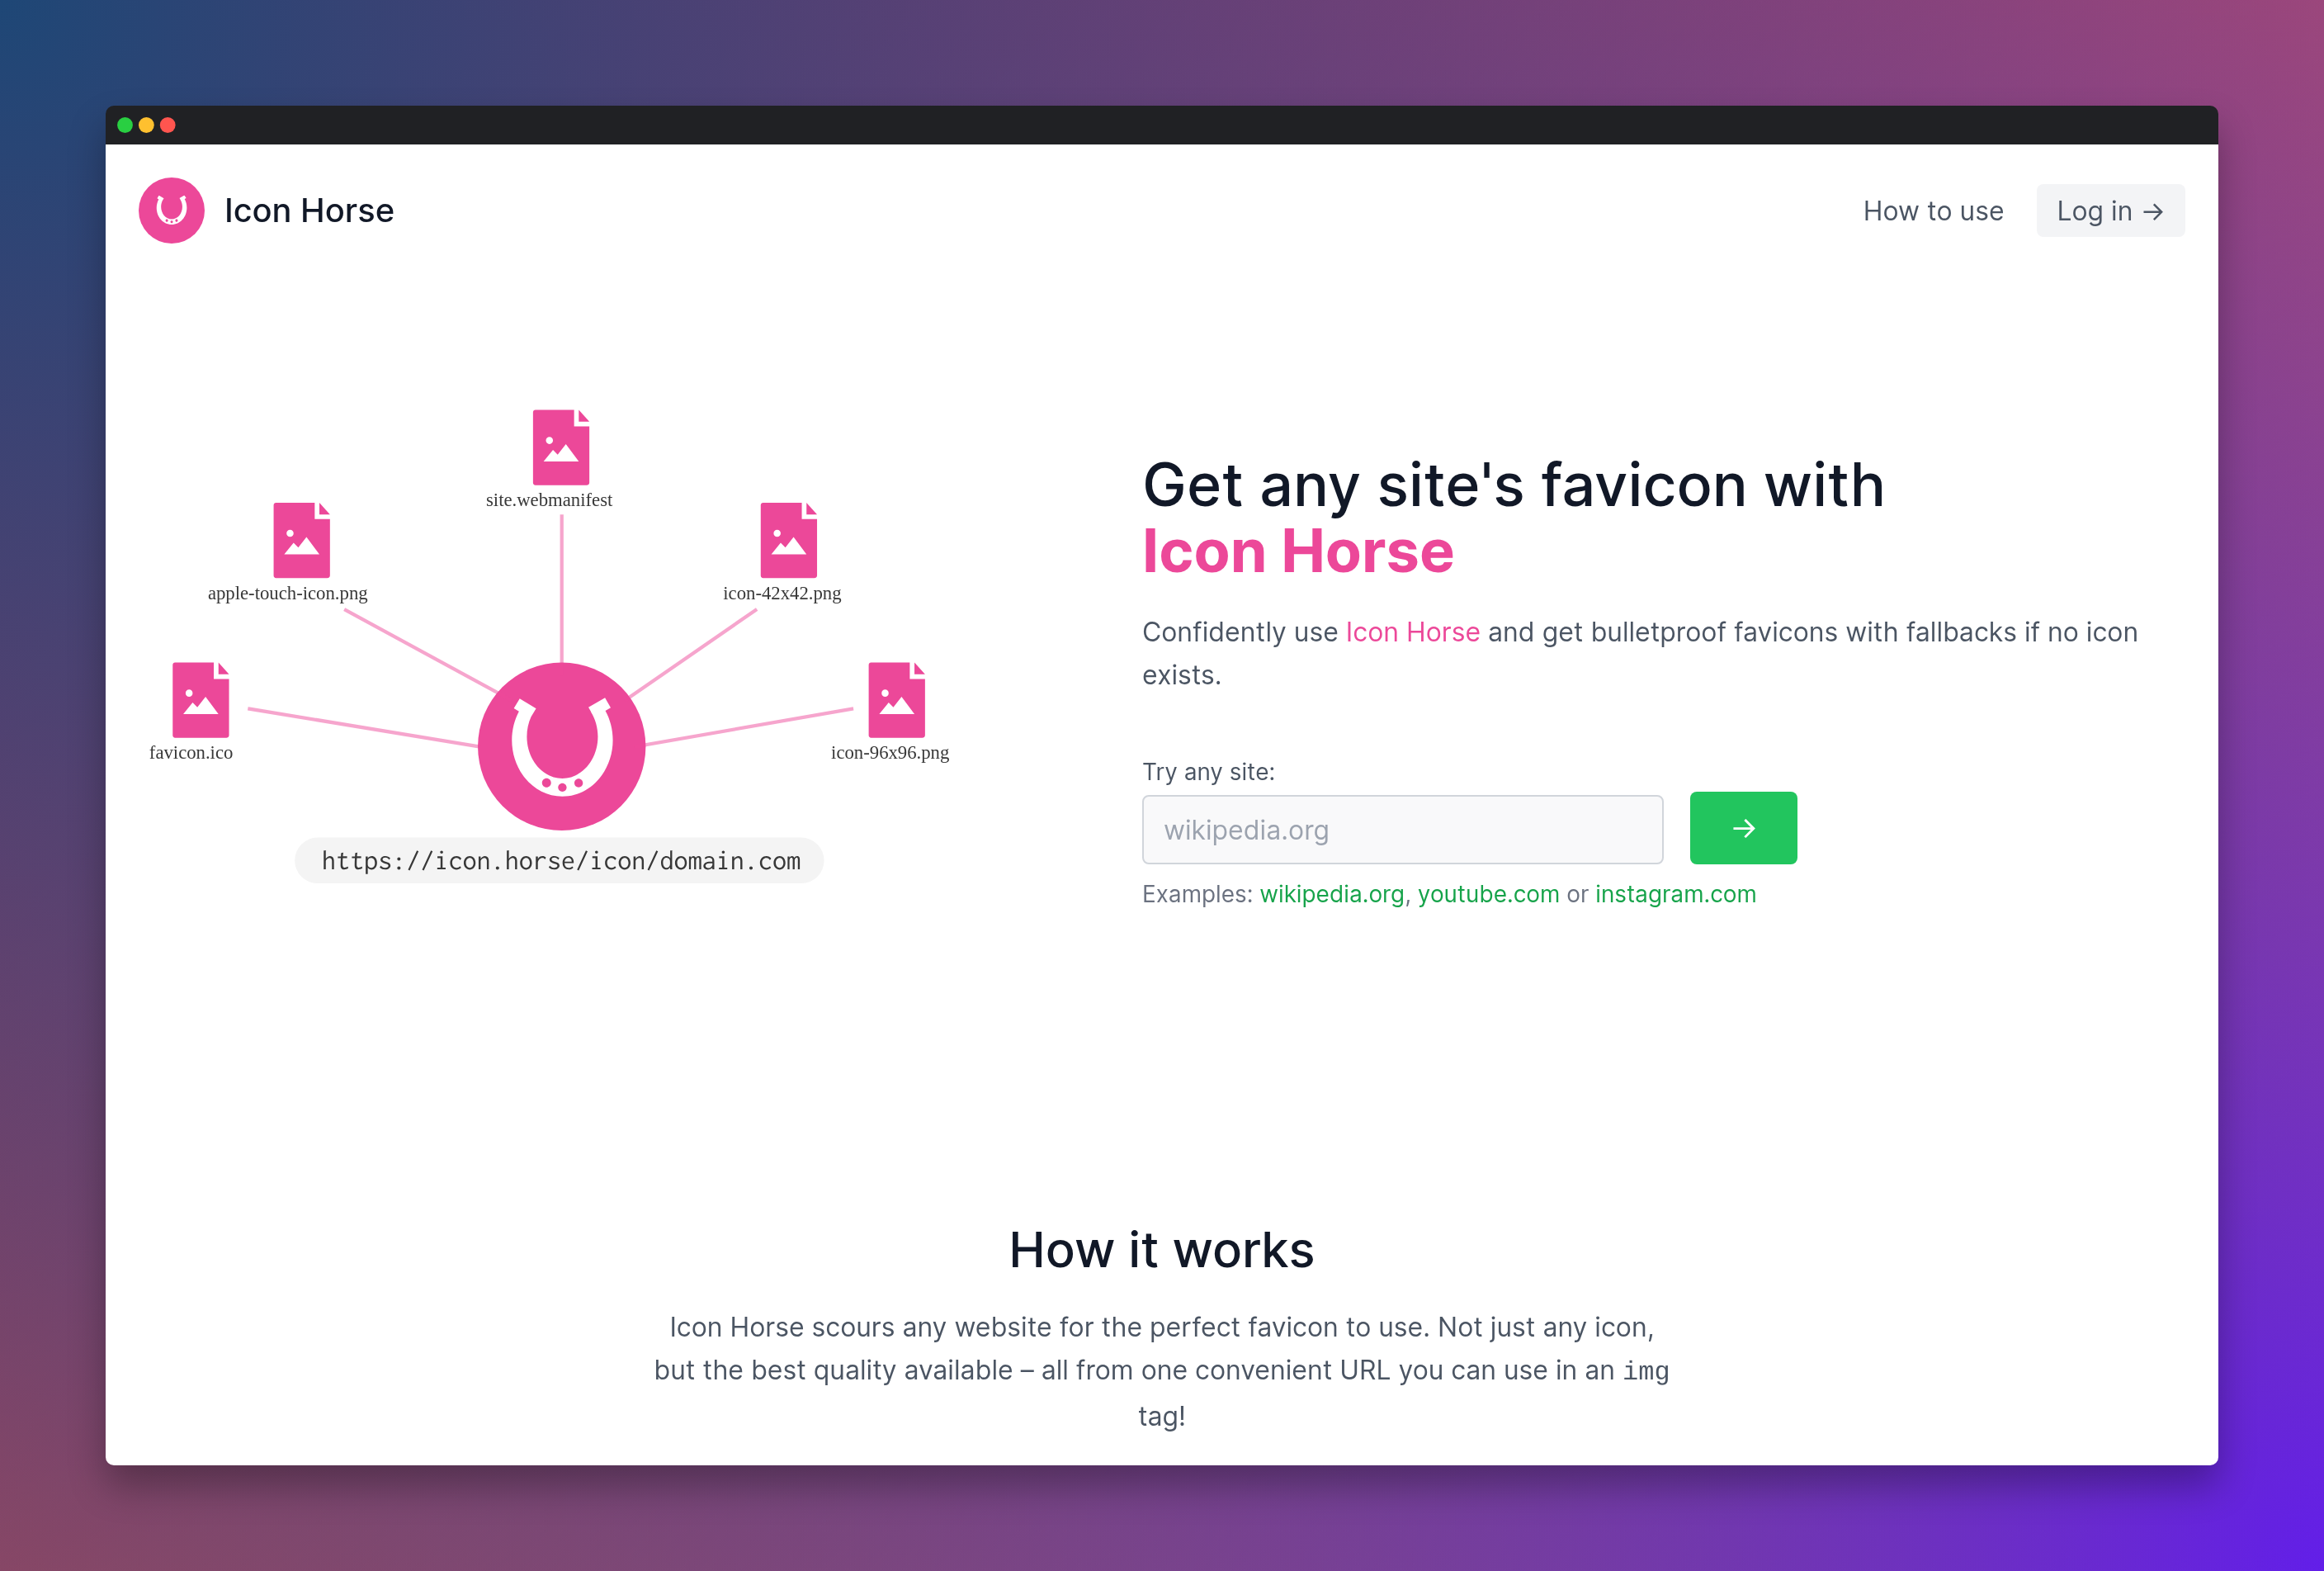 Icon Horse
How to use
Log in →
site.webmanifest
apple-touch-icon.png
icon-42x42.png
favicon.ico
icon-96x96.png
https://icon.horse/icon/domain.com
Get any site's favicon with
Icon Horse
Confidently use Icon Horse and get bulletproof favicons with fallbacks if no icon
exists.
Try any site:
wikipedia.org
→
Examples: wikipedia.org, youtube.com or instagram.com
How it works
Icon Horse scours any website for the perfect favicon to use. Not just any icon,
but the best quality available – all from one convenient URL you can use in an img
tag!